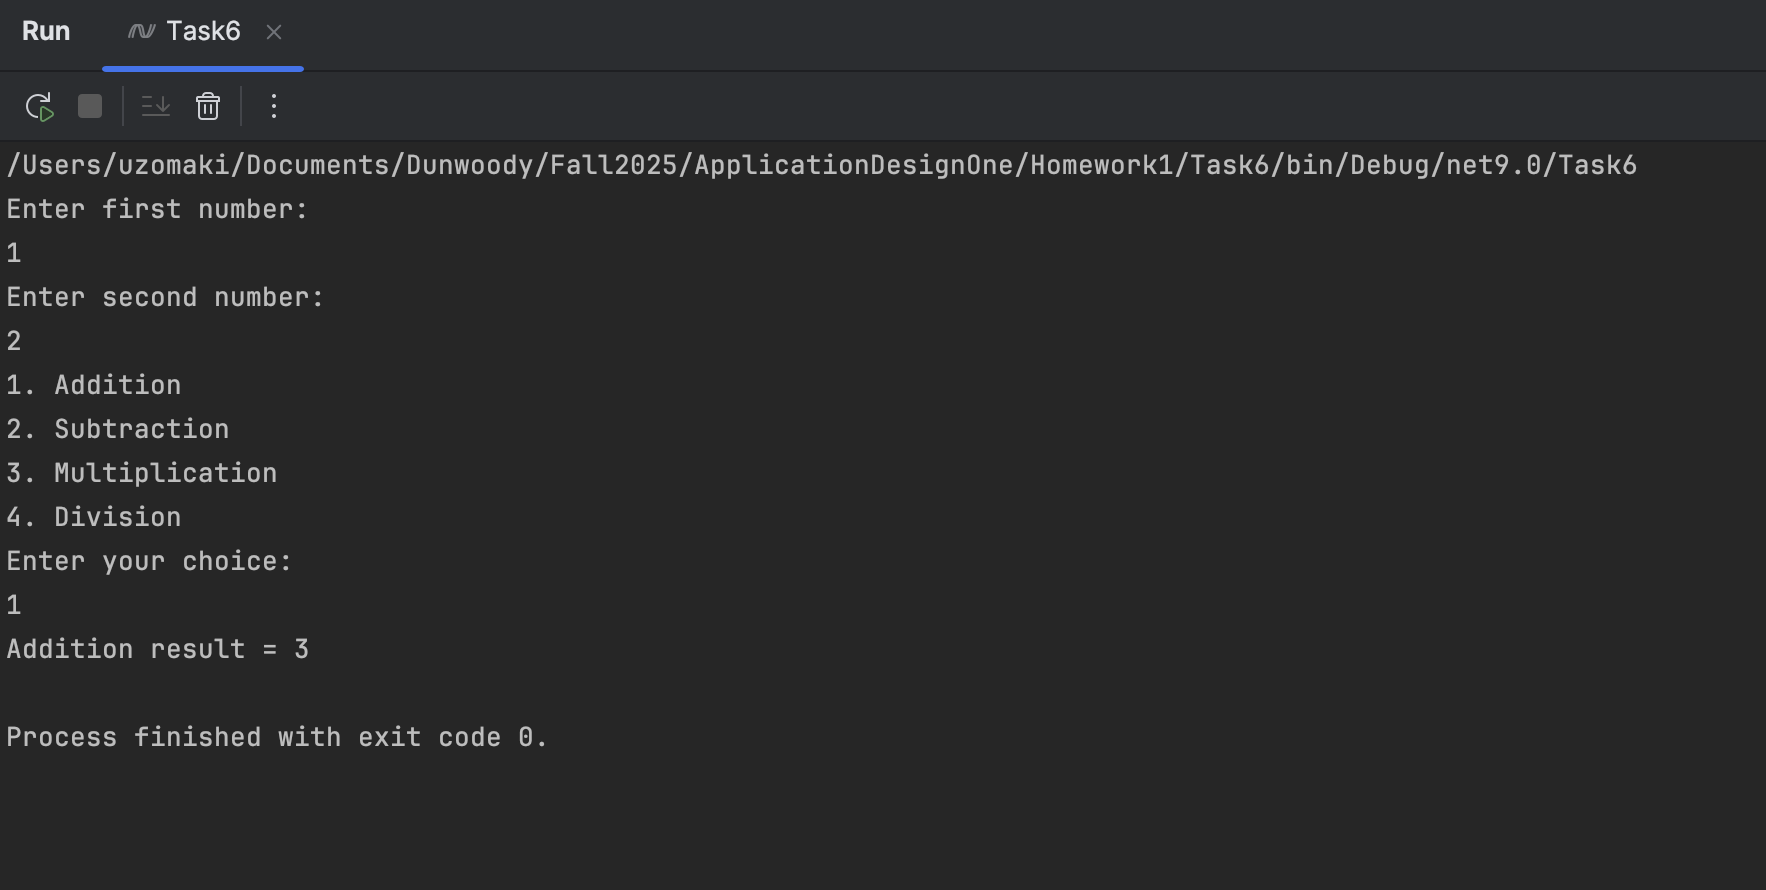 Run Task6
/Users/uzomaki/Documents/Dunwoody/Fall2025/ApplicationDesignOne/Homework1/Task6/bin/Debug/net9.0/Task6
Enter first number:
1
Enter second number:
2
1. Addition
2. Subtraction
3. Multiplication
4. Division
Enter your choice:
1
Addition result = 3
Process finished with exit code 0.